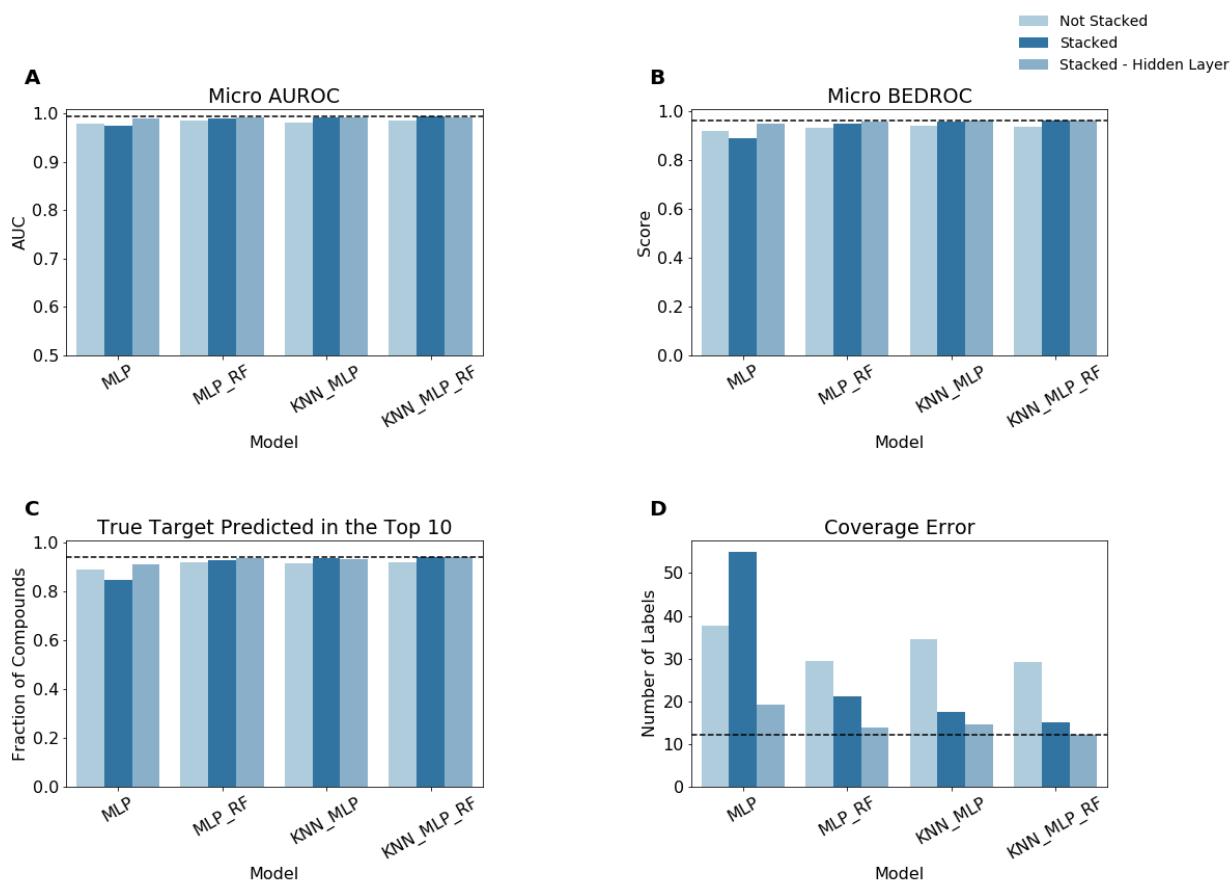 Not Stacked
Stacked
Stacked - Hidden Layer
A
Micro AUROC
1.0
0.9
0.8
0.7
0.6
0.5
AUC
MLP
MLP_RF
KNN_MLP
KNN_MLP_RF
Model
B
Micro BEDROC
1.0
0.8
0.6
0.4
0.2
0.0
Score
MLP
MLP_RF
KNN_MLP
KNN_MLP_RF
Model
C
True Target Predicted in the Top 10
1.0
0.8
0.6
0.4
0.2
0.0
Fraction of Compounds
MLP
MLP_RF
KNN_MLP
KNN_MLP_RF
Model
D
Coverage Error
50
40
30
20
10
0
Number of Labels
MLP
MLP_RF
KNN_MLP
KNN_MLP_RF
Model